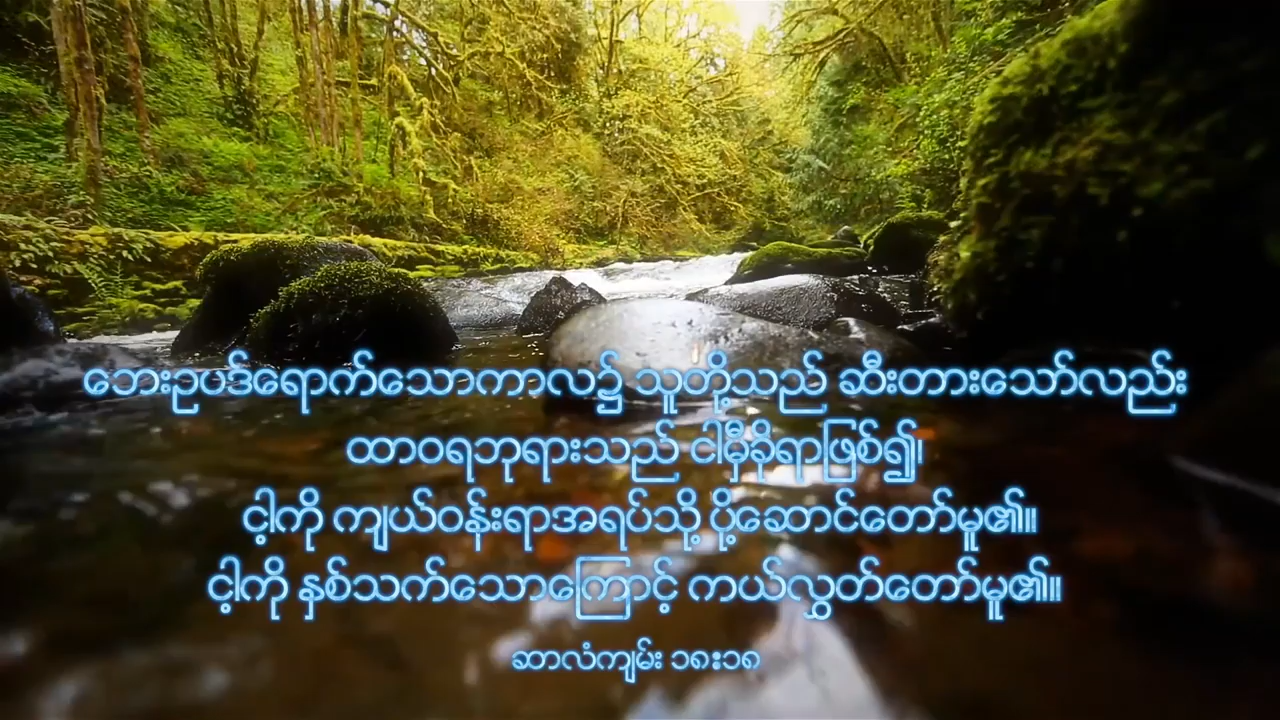 ဘေးဥပဒ်ရောက်သောကာလ၌ သူတို့သည် ဆီးတားသော်လည်း
ထာဝရဘုရားသည် ငါမှီခိုရာဖြစ်၍၊
ငါ့ကို ကျယ်ဝန်းရာအရပ်သို့ ပို့ဆောင်တော်မူ၏။
ငါ့ကို နှစ်သက်သောကြောင့် ကယ်လွှတ်တော်မူ၏။
ဆာလံကျမ်း ၁၈း၁၈